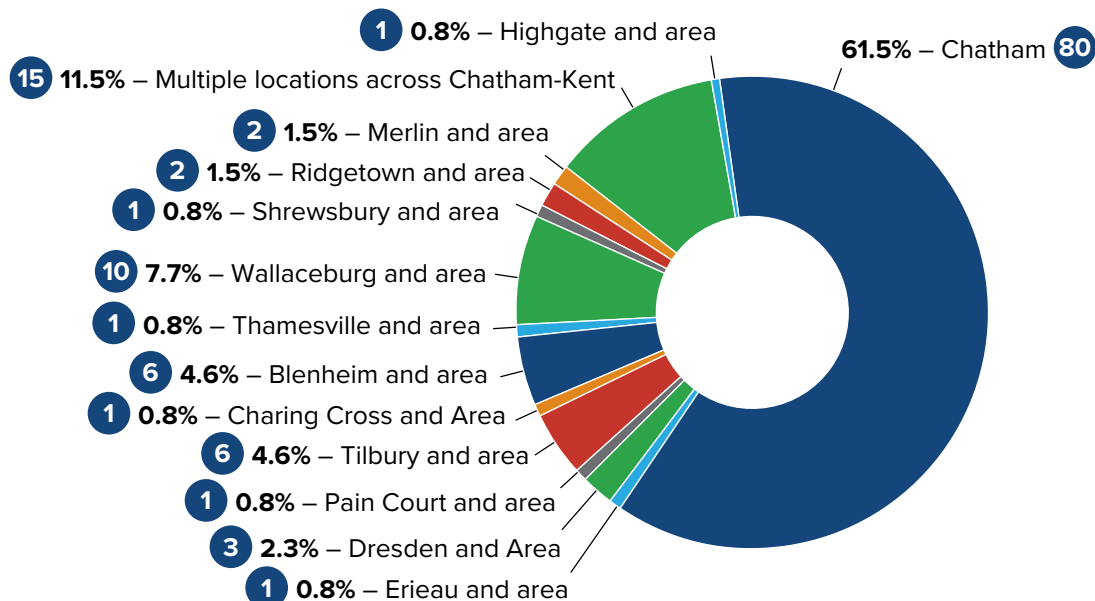 1 0.8% – Highgate and area
61.5% – Chatham 80
15 11.5% – Multiple locations across Chatham-Kent
2 1.5% – Merlin and area
2 1.5% – Ridgetown and area
1 0.8% – Shrewsbury and area
10 7.7% – Wallaceburg and area
1 0.8% – Thamesville and area
6 4.6% – Blenheim and area
1 0.8% – Charing Cross and Area
6 4.6% – Tilbury and area
1 0.8% – Pain Court and area
3 2.3% – Dresden and Area
1 0.8% – Erieau and area